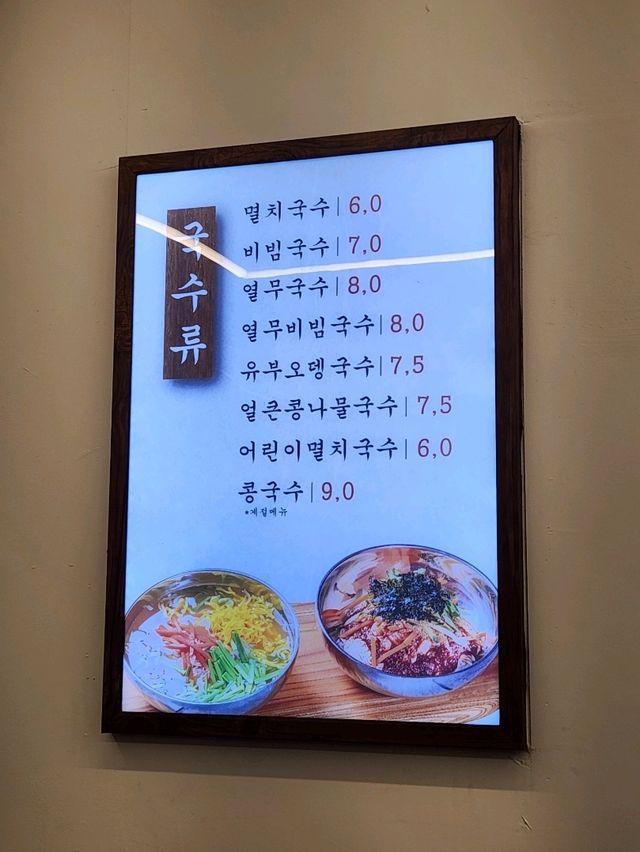 국수류
멸치국수 | 6,0
비빔국수 | 7,0
열무국수 | 8,0
열무비빔국수 | 8,0
유부오뎅국수 | 7,5
얼큰콩나물국수 | 7,5
어린이멸치국수 | 6,0
콩국수 | 9,0
*계절메뉴